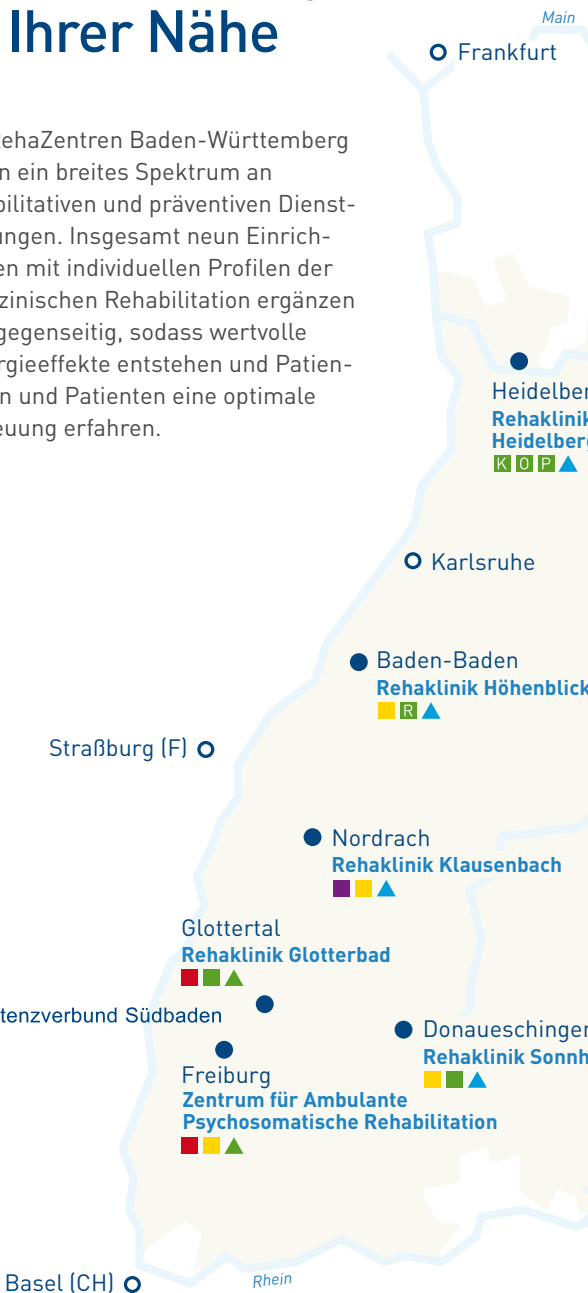 Ihrer Nähe
RehaZentren Baden-Württemberg
n ein breites Spektrum an
bilitativen und präventiven Dienst-
ungen. Insgesamt neun Einrich-
en mit individuellen Profilen der
zinischen Rehabilitation ergänzen
gegenseitig, sodass wertvolle
rgieeffekte entstehen und Patien-
n und Patienten eine optimale
euung erfahren.
Main
Frankfurt
Heidelber
Rehaklinik
Heidelberg
K O P
Karlsruhe
Baden-Baden
Rehaklinik Höhenblick
R
Straßburg (F)
Nordrach
Rehaklinik Klausenbach
Glottertal
Rehaklinik Glotterbad
tenzverbund Südbaden
Donaueschingen
Rehaklinik Sonnh
Freiburg
Zentrum für Ambulante
Psychosomatische Rehabilitation
Basel (CH)
Rhein